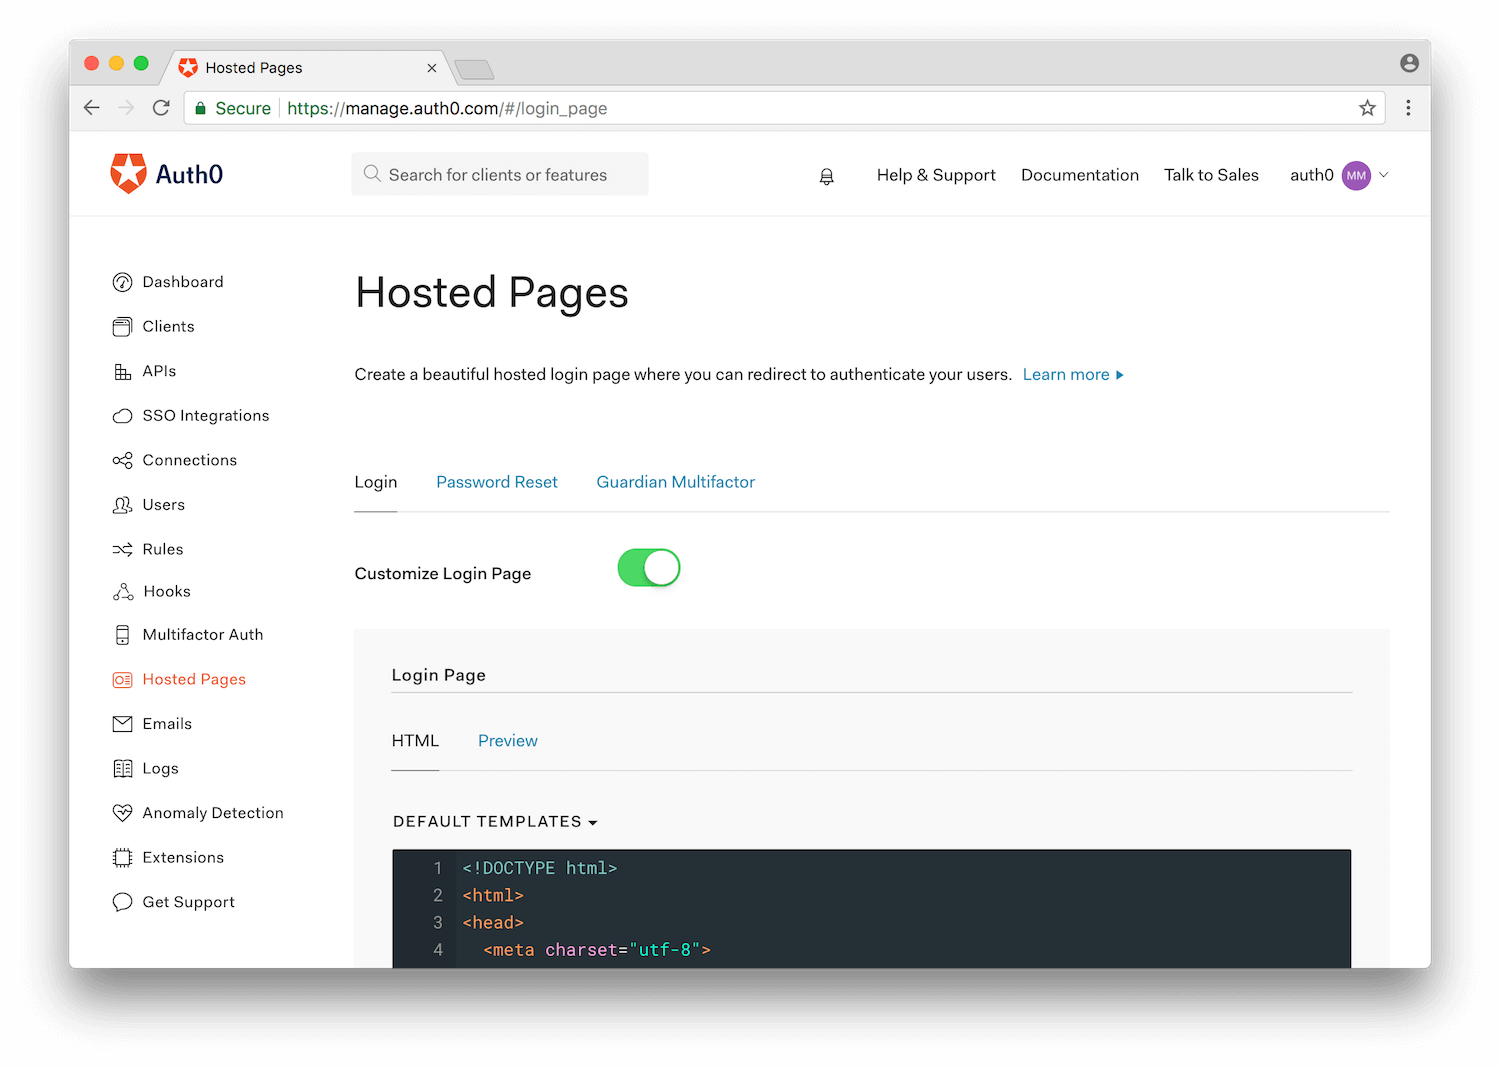 Hosted Pages
Secure https://manage.auth0.com/#/login_page
Auth0
Search for clients or features
Help & Support
Documentation
Talk to Sales
auth0
MM
Dashboard
Clients
APIs
SSO Integrations
Connections
Users
Rules
Hooks
Multifactor Auth
Hosted Pages
Emails
Logs
Anomaly Detection
Extensions
Get Support
Hosted Pages
Create a beautiful hosted login page where you can redirect to authenticate your users. Learn more
Login
Password Reset
Guardian Multifactor
Customize Login Page
Login Page
HTML
Preview
DEFAULT TEMPLATES
1 <!DOCTYPE html>
2 <html>
3 <head>
4 <meta charset="utf-8">